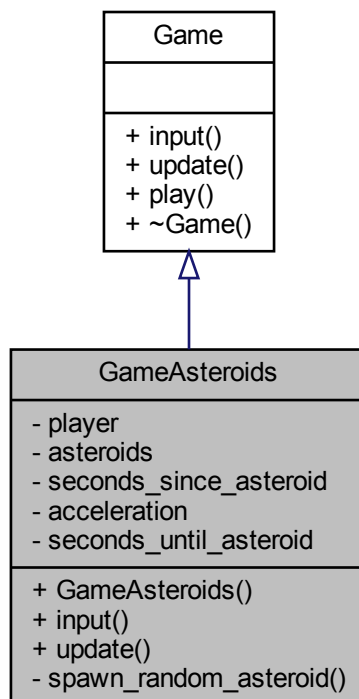 Game
+ input()
+ update()
+ play()
+ ~Game()
GameAsteroids
- player
- asteroids
- seconds_since_asteroid
- acceleration
- seconds_until_asteroid
+ GameAsteroids()
+ input()
+ update()
- spawn_random_asteroid()